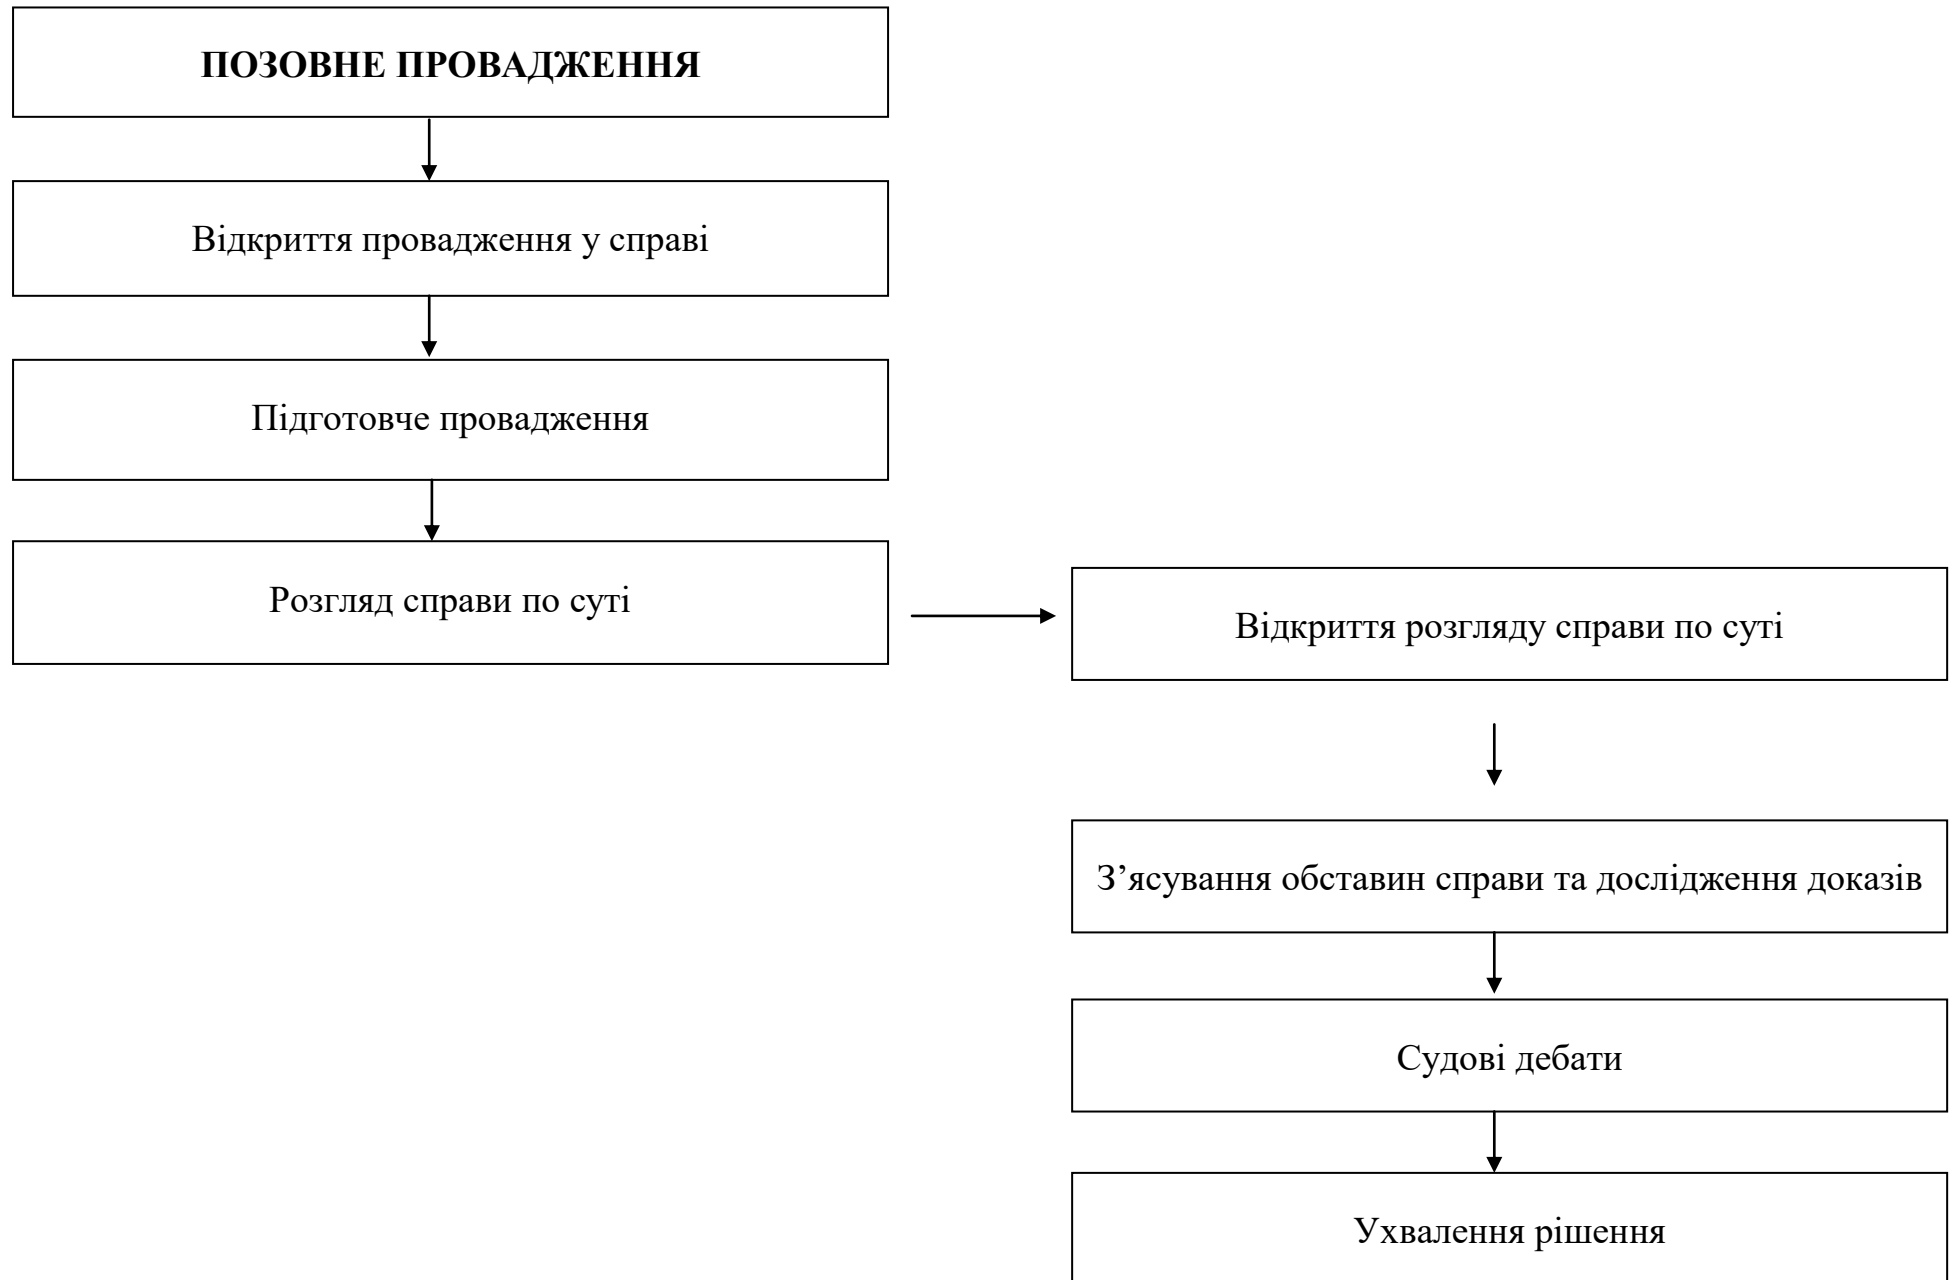 ПОЗОВНЕ ПРОВАДЖЕННЯ
Відкриття провадження у справі
Підготовче провадження
Розгляд справи по суті
Відкриття розгляду справи по суті
З’ясування обставин справи та дослідження доказів
Судові дебати
Ухвалення рішення